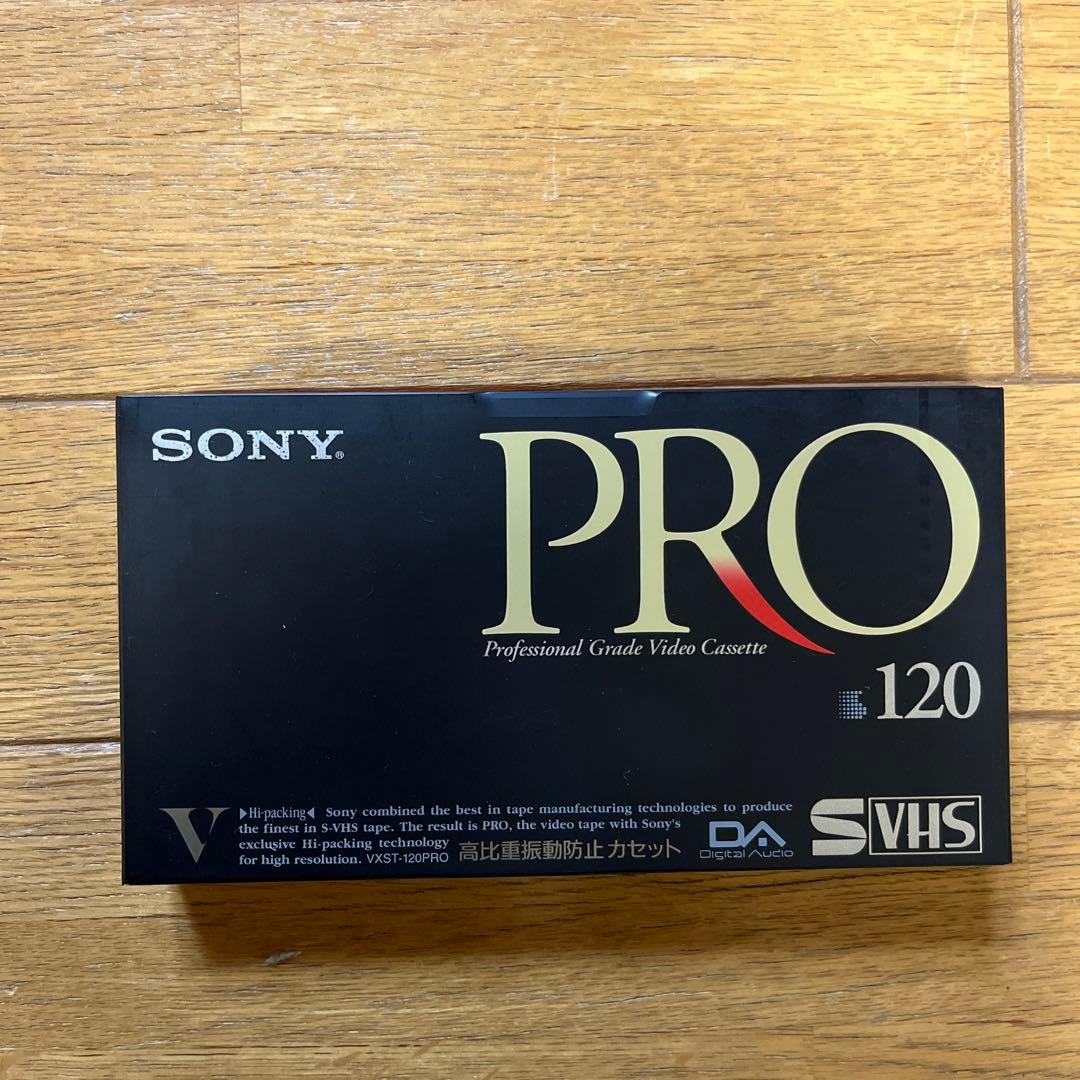 SONY®
PRO
Professional Grade Video Cassette
S 120
V
▶Hi-packing◀ Sony combined the best in tape manufacturing technologies to produce
the finest in S-VHS tape. The result is PRO, the video tape with Sony's
exclusive Hi-packing technology
for high resolution. VXST-120PRO 高比重振動防止カセット
DA
Digital Audio
S VHS